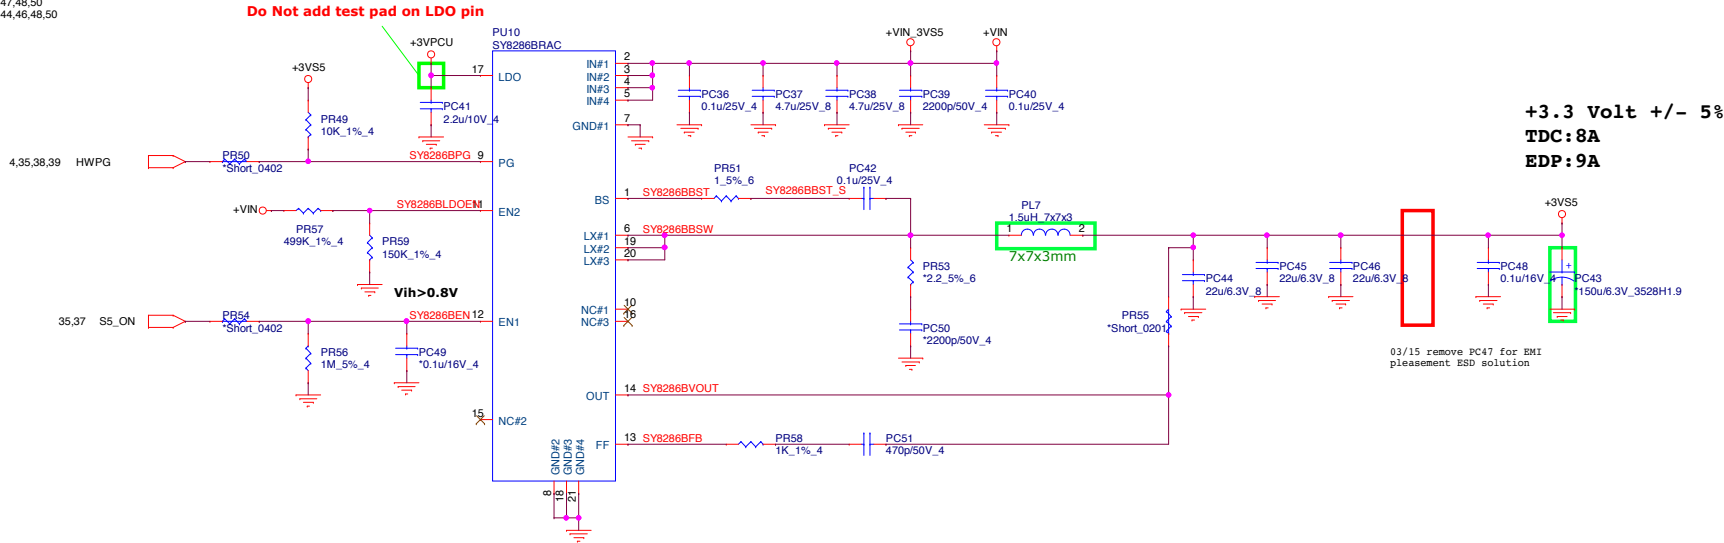 47,48,50
44,46,48,50
Do Not add test pad on LDO pin
+3VPCU
+3VS5
PC41
2.2u/10V_4
PR49
10K_1%_4
4,35,38,39 HWPG
PR50
*Short_0402
SY8286BPG
+VIN
PR57
499K_1%_4
SY8286BLDOEN
PR59
150K_1%_4
Vih>0.8V
35,37 S5_ON
PR54
*Short_0402
SY8286BEN
PR56
1M_5%_4
PC49
*0.1u/16V_4
PU10
SY8286BRAC
17 LDO
9 PG
11 EN2
12 EN1
15 NC#2
IN#1 2
IN#2 3
IN#3 4
IN#4 5
GND#1 7
BS 1
LX#1 6
LX#2 19
LX#3 20
NC#1 10
NC#3 16
OUT 14
FF 13
GND#2 8
GND#3 18
GND#4 21
+VIN_3VS5
+VIN
PC36
0.1u/25V_4
PC37
4.7u/25V_8
PC38
4.7u/25V_8
PC39
2200p/50V_4
PC40
0.1u/25V_4
SY8286BBST
PR51
1_5%_6
SY8286BBST_S
PC42
0.1u/25V_4
SY8286BBSW
PL7
1.5uH_7x7x3
1 2
7x7x3mm
PR53
*2.2_5%_6
PC50
*2200p/50V_4
SY8286BVOUT
SY8286BFB
PR58
1K_1%_4
PC51
470p/50V_4
PR55
*Short_0201
PC44
22u/6.3V_8
PC45
22u/6.3V_8
PC46
22u/6.3V_8
PC48
0.1u/16V_4
+3VS5
+
PC43
*150u/6.3V_3528H1.9
03/15 remove PC47 for EMI
pleasement ESD solution
+3.3 Volt +/- 5%
TDC:8A
EDP:9A